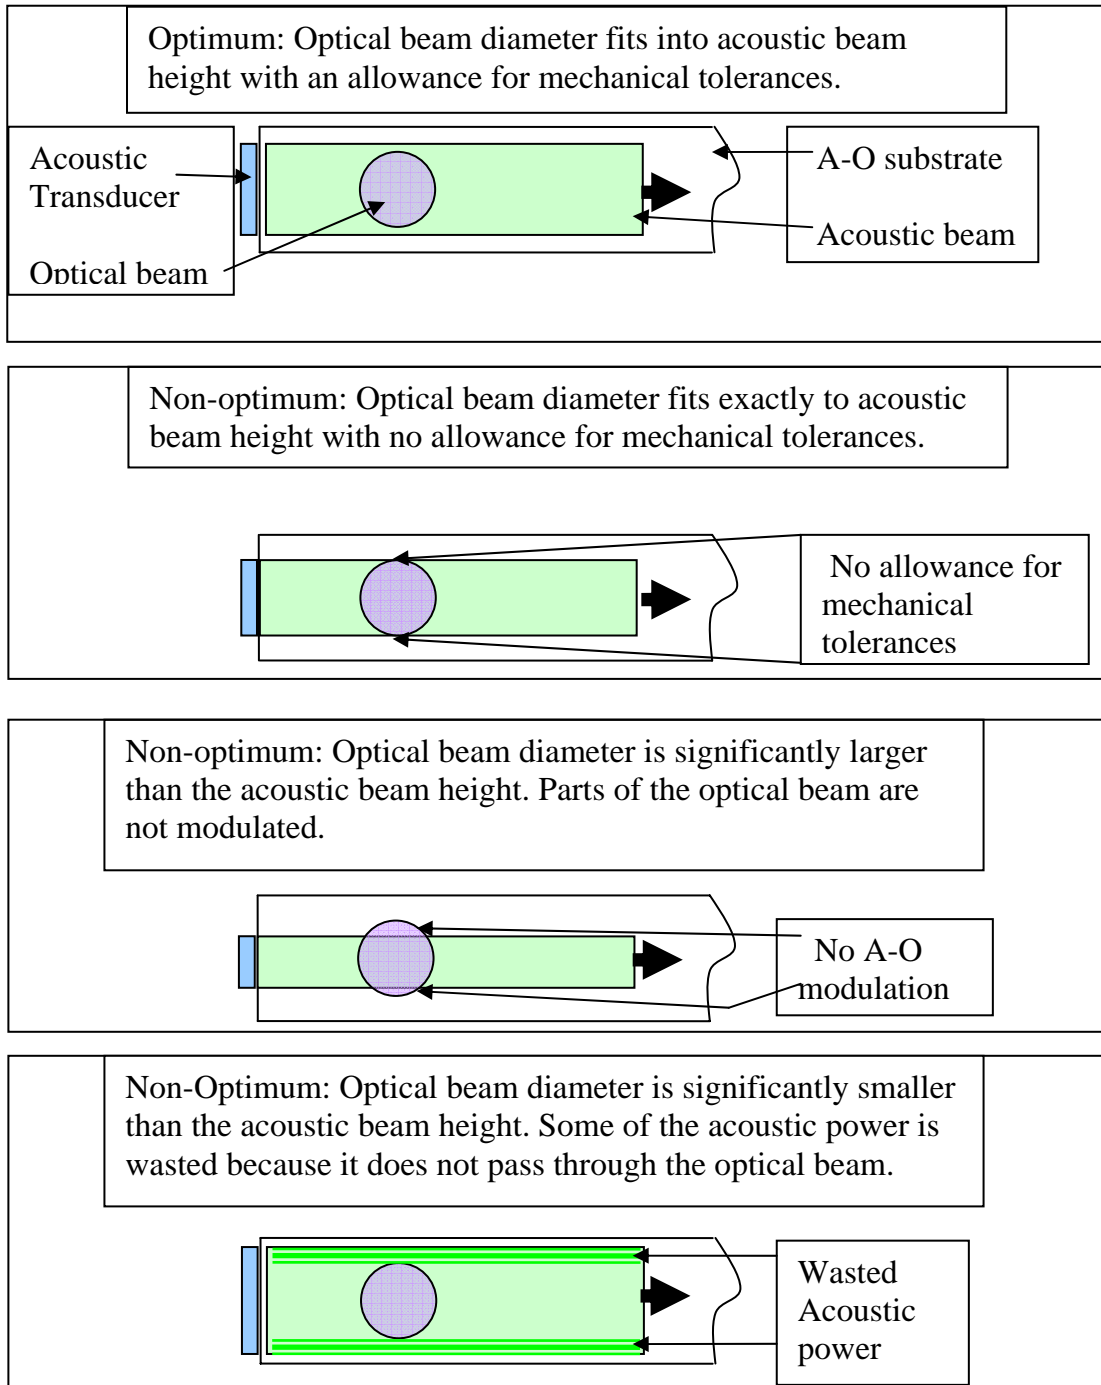 Optimum: Optical beam diameter fits into acoustic beam
height with an allowance for mechanical tolerances.
Acoustic
Transducer
Optical beam
A-O substrate
Acoustic beam
Non-optimum: Optical beam diameter fits exactly to acoustic
beam height with no allowance for mechanical tolerances.
No allowance for
mechanical
tolerances
Non-optimum: Optical beam diameter is significantly larger
than the acoustic beam height. Parts of the optical beam are
not modulated.
No A-O
modulation
Non-Optimum: Optical beam diameter is significantly smaller
than the acoustic beam height. Some of the acoustic power is
wasted because it does not pass through the optical beam.
Wasted
Acoustic
power